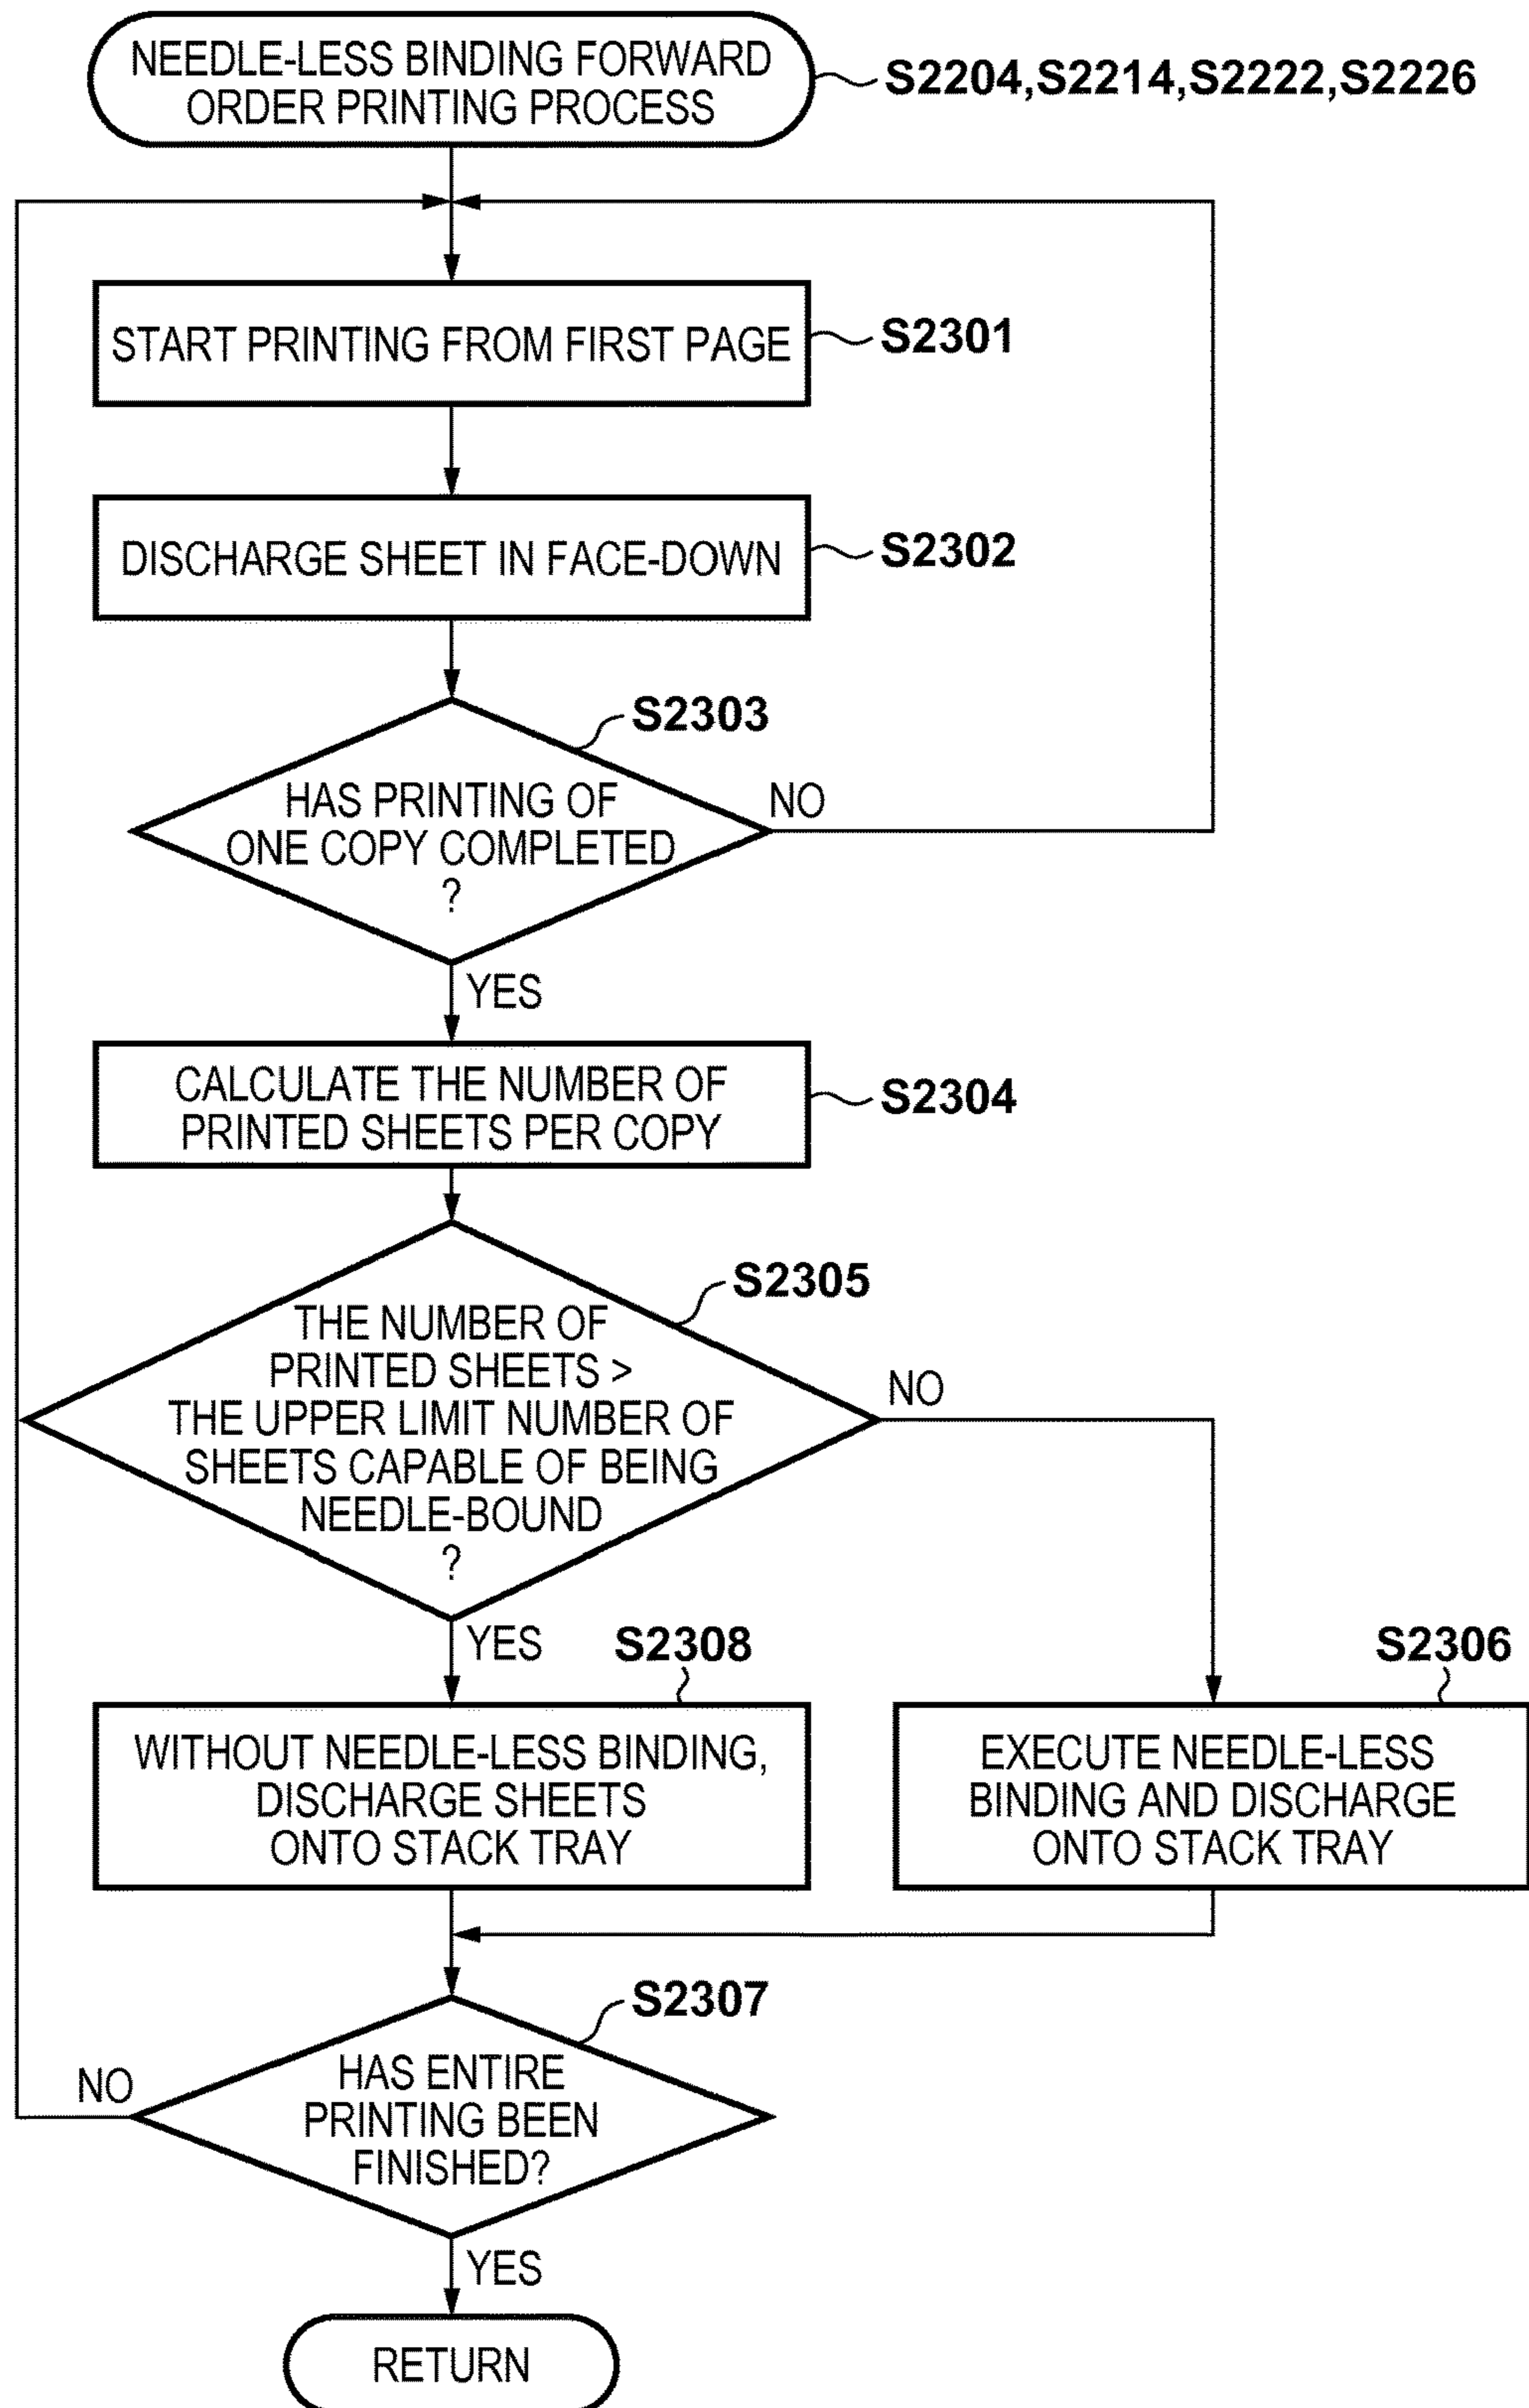 NEEDLE-LESS BINDING FORWARD
ORDER PRINTING PROCESS
S2204,S2214,S2222,S2226
START PRINTING FROM FIRST PAGE
S2301
DISCHARGE SHEET IN FACE-DOWN
S2302
S2303
HAS PRINTING OF
ONE COPY COMPLETED
?
NO
YES
CALCULATE THE NUMBER OF
PRINTED SHEETS PER COPY
S2304
S2305
THE NUMBER OF
PRINTED SHEETS >
THE UPPER LIMIT NUMBER OF
SHEETS CAPABLE OF BEING
NEEDLE-BOUND
?
NO
YES
S2308
S2306
WITHOUT NEEDLE-LESS BINDING,
DISCHARGE SHEETS
ONTO STACK TRAY
EXECUTE NEEDLE-LESS
BINDING AND DISCHARGE
ONTO STACK TRAY
S2307
HAS ENTIRE
PRINTING BEEN
FINISHED?
NO
YES
RETURN